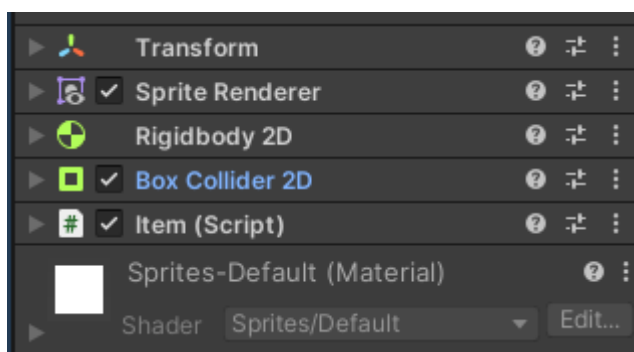 Transform
Sprite Renderer
Rigidbody 2D
Box Collider 2D
# Item (Script)
Sprites-Default (Material)
Shader Sprites/Default Edit...